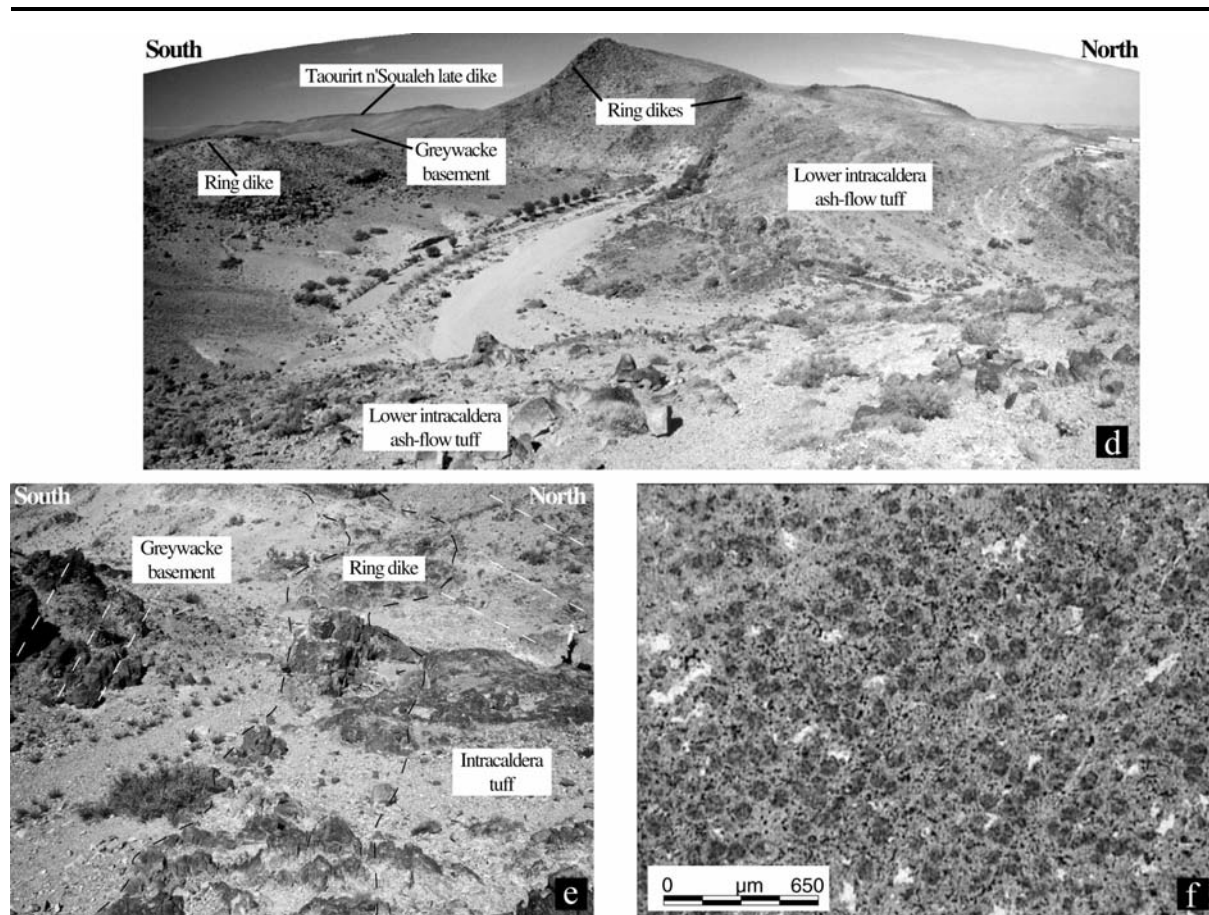 South
North
Taourirt n'Soualeh late dike
Ring dikes
Greywacke
basement
Ring dike
Lower intracaldera
ash-flow tuff
Lower intracaldera
ash-flow tuff
d
South
North
Greywacke
basement
Ring dike
Intracaldera
tuff
e
0 µm 650
f